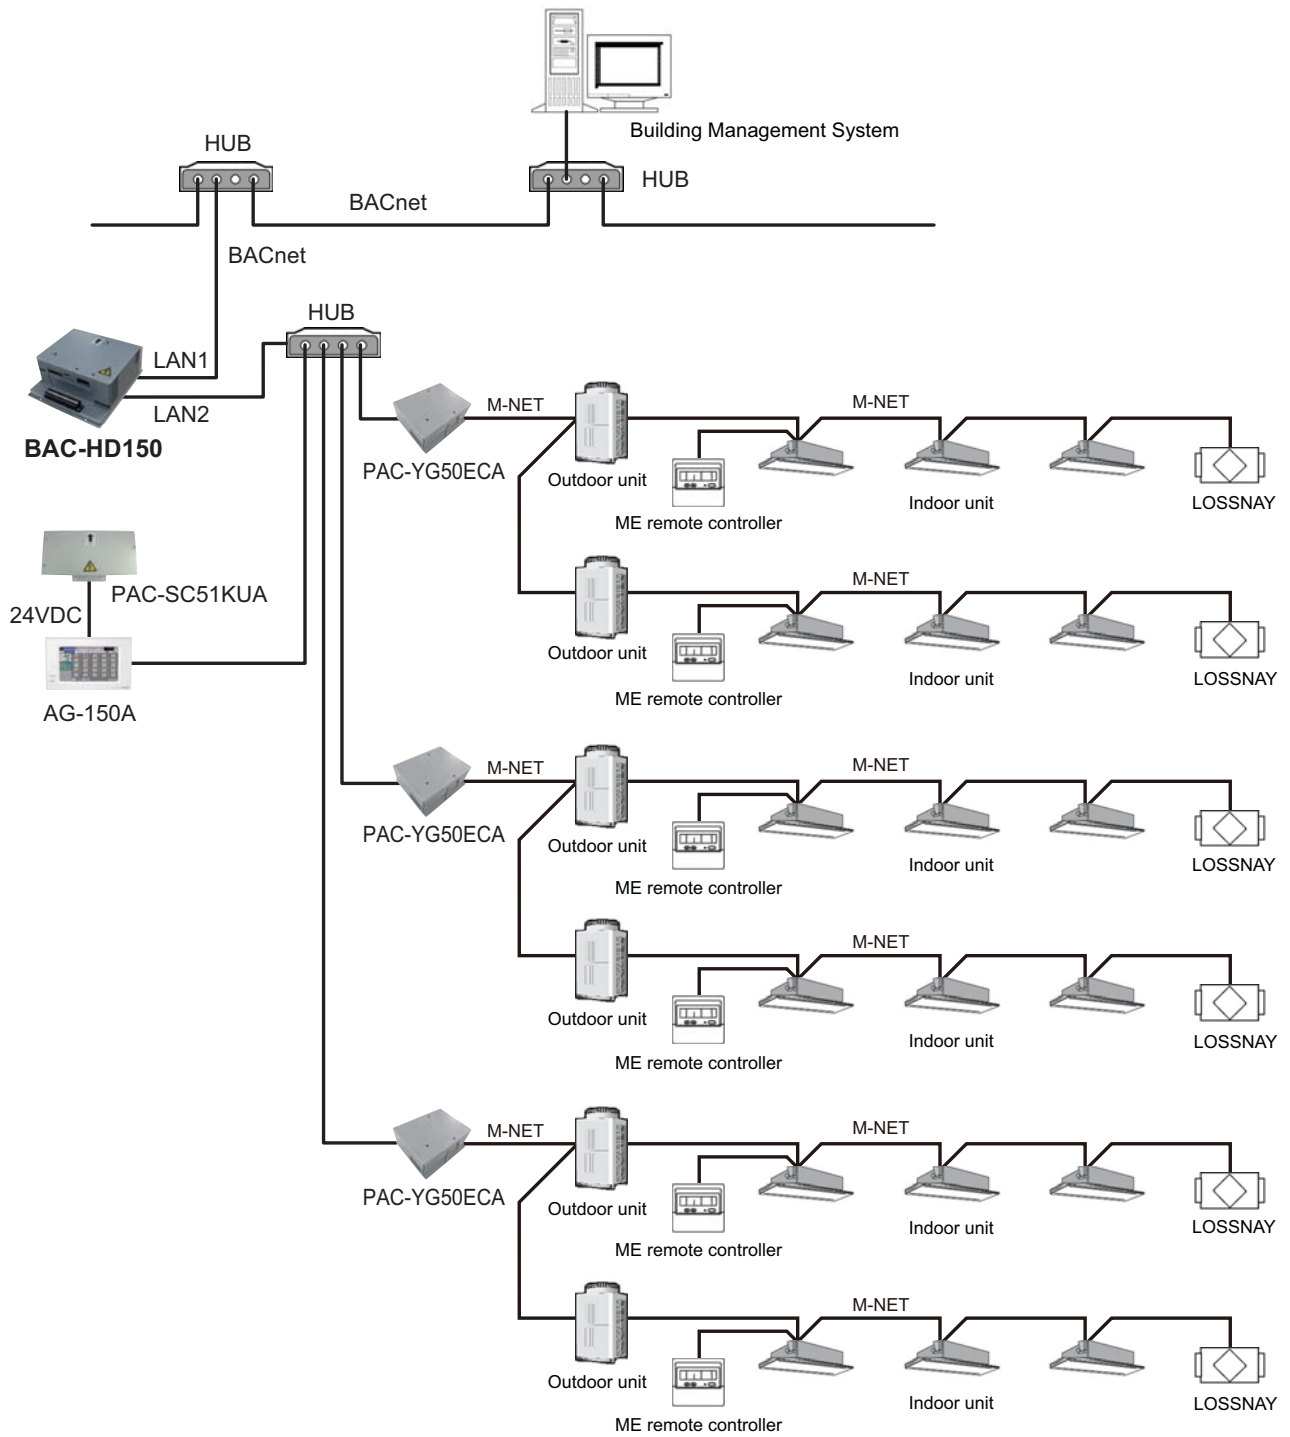 Building Management System
HUB
HUB
BACnet
BACnet
HUB
LAN1
LAN2
BAC-HD150
M-NET
M-NET
PAC-YG50ECA
Outdoor unit
ME remote controller
Indoor unit
LOSSNAY
M-NET
PAC-SC51KUA
24VDC
AG-150A
Outdoor unit
ME remote controller
Indoor unit
LOSSNAY
M-NET
M-NET
PAC-YG50ECA
Outdoor unit
ME remote controller
Indoor unit
LOSSNAY
M-NET
Outdoor unit
ME remote controller
Indoor unit
LOSSNAY
M-NET
M-NET
PAC-YG50ECA
Outdoor unit
ME remote controller
Indoor unit
LOSSNAY
M-NET
Outdoor unit
ME remote controller
Indoor unit
LOSSNAY